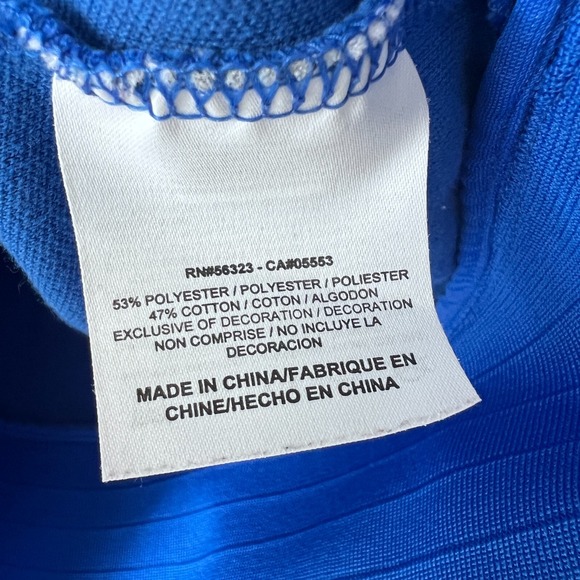 RN#56323 - CA#05553
53% POLYESTER / POLYESTER / POLIESTER
47% COTTON / COTON / ALGODON
EXCLUSIVE OF DECORATION / DECORATION
NON COMPRISE / NO INCLUYE LA
DECORACION
MADE IN CHINA/FABRIQUE EN
CHINE/HECHO EN CHINA